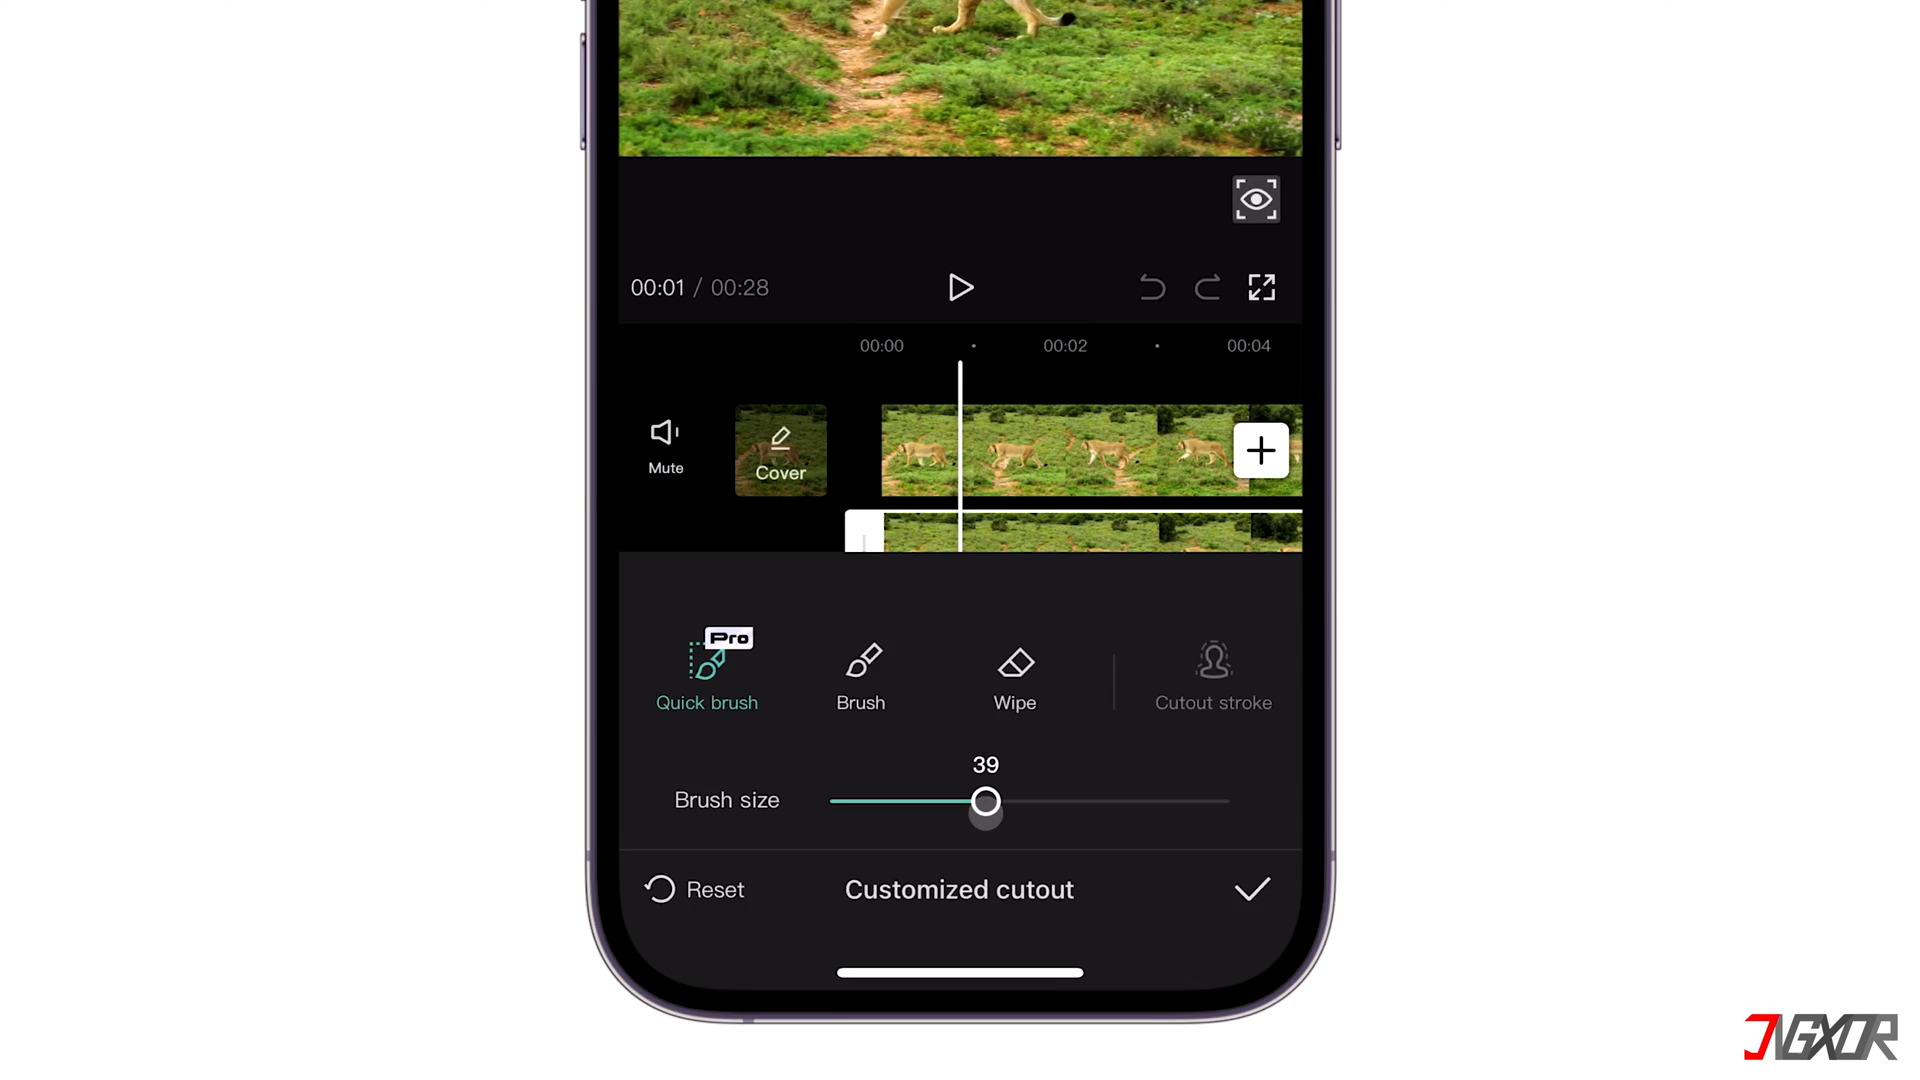 00:01 / 00:28
00:00 00:02 00:04
Mute
Cover
Pro
Quick brush Brush Wipe Cutout stroke
39
Brush size
Reset Customized cutout
JVGXOR